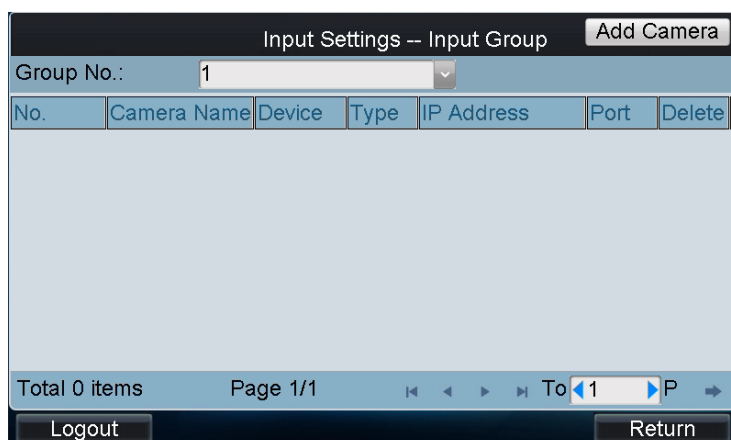 Input Settings -- Input Group Add Camera
Group No.: 1
No. Camera Name Device Type IP Address Port Delete
Total 0 items Page 1/1 To 1 P
Logout Return